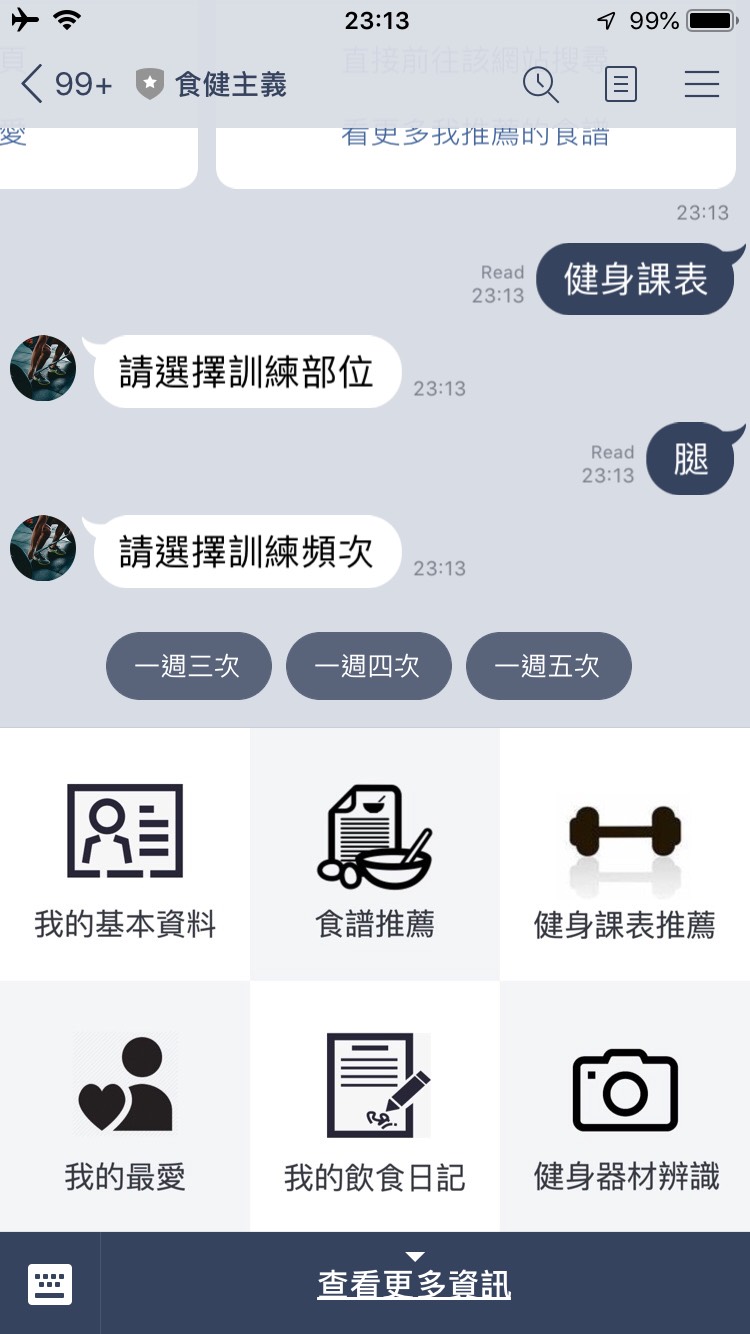 23:13
99%
99+ 食健主義
直接前往該網站搜尋
愛
看更多我推薦的食譜
23:13
Read
23:13
健身課表
請選擇訓練部位
23:13
Read
23:13
腿
請選擇訓練頻次
23:13
一週三次
一週四次
一週五次
我的基本資料
食譜推薦
健身課表推薦
我的最愛
我的飲食日記
健身器材辨識
查看更多資訊